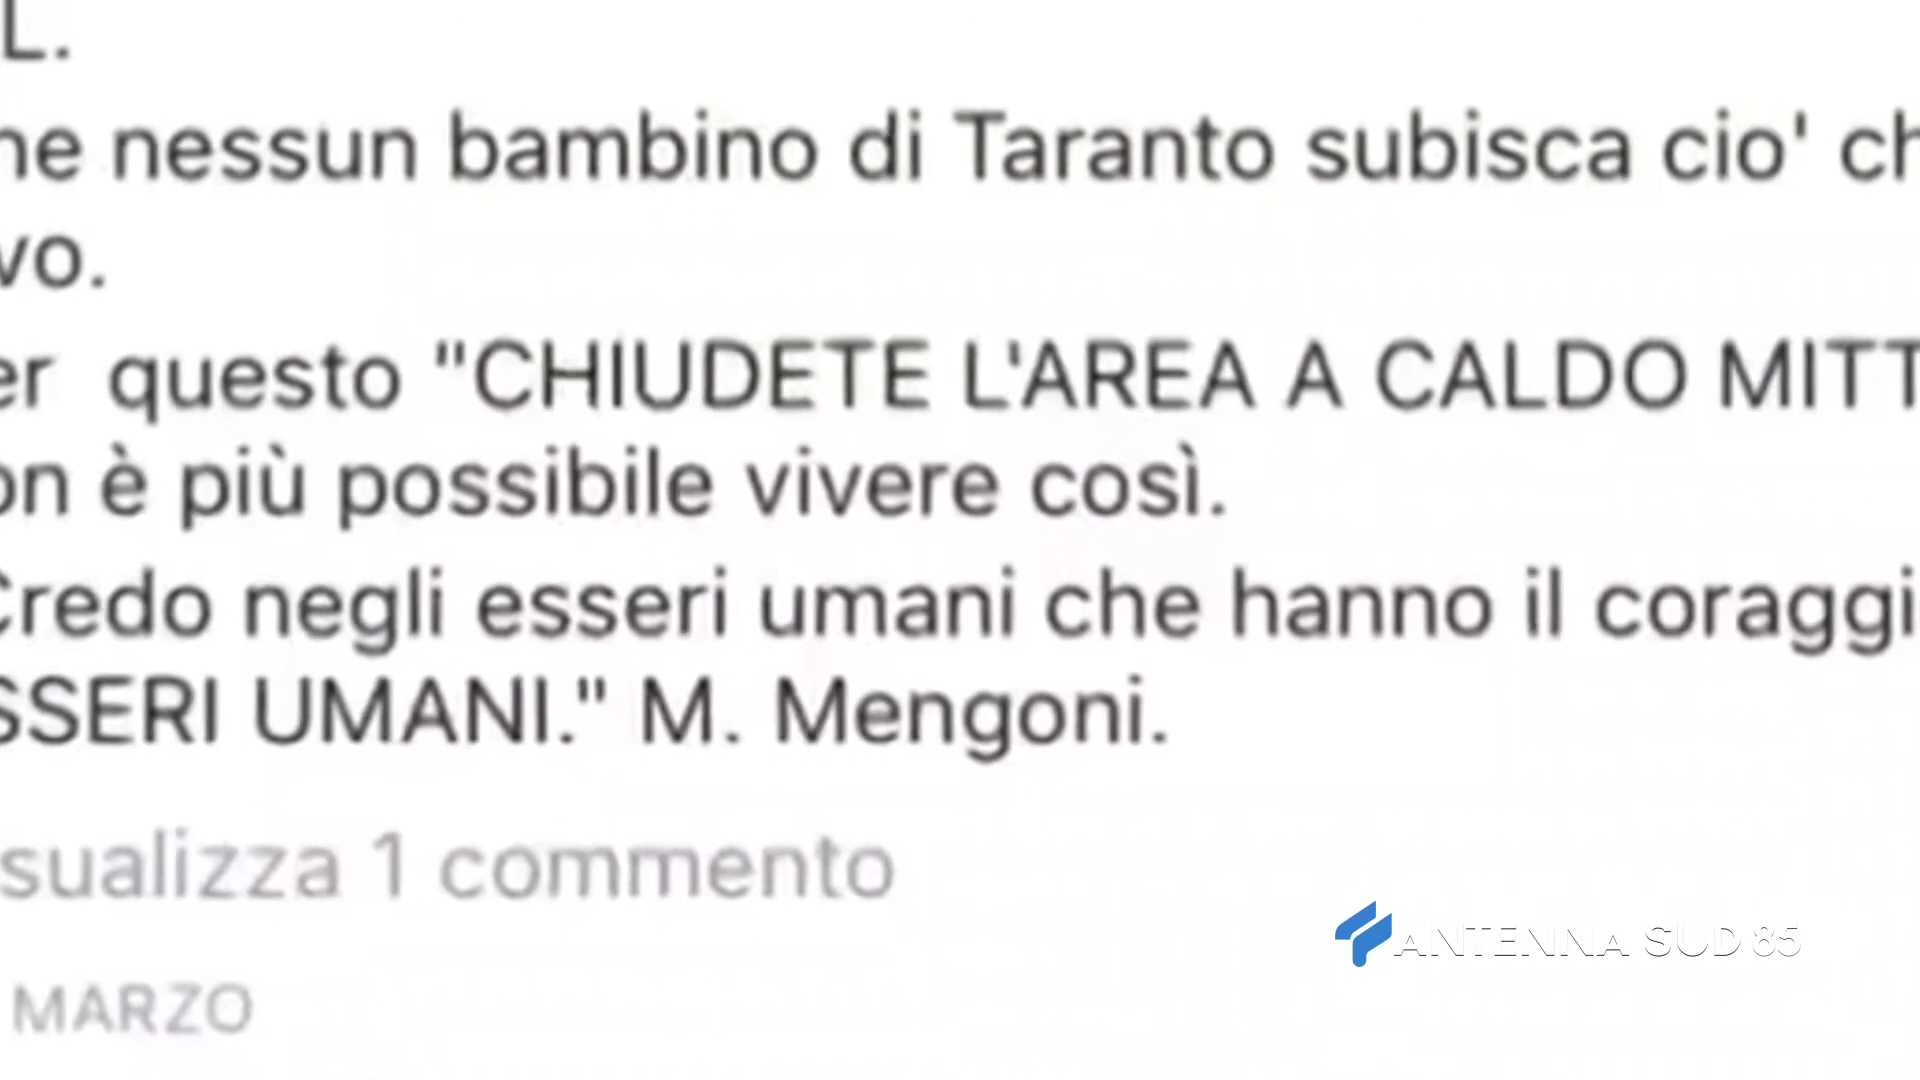 L.
ne nessun bambino di Taranto subisca cio' ch
vo.
er questo "CHIUDETE L'AREA A CALDO MITT
on è più possibile vivere così.
Credo negli esseri umani che hanno il coraggi
SSERI UMANI." M. Mengoni.
sualizza 1 commento
MARZO
ANTENNA SUD 85